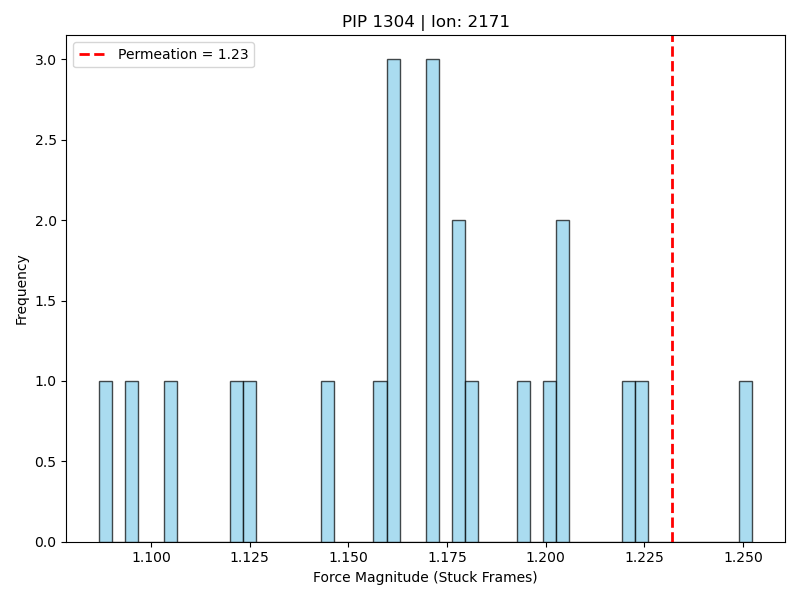 PIP 1304 | Ion: 2171
Permeation = 1.23
Frequency
3.0
2.5
2.0
1.5
1.0
0.5
0.0
1.100 1.125 1.150 1.175 1.200 1.225 1.250
Force Magnitude (Stuck Frames)